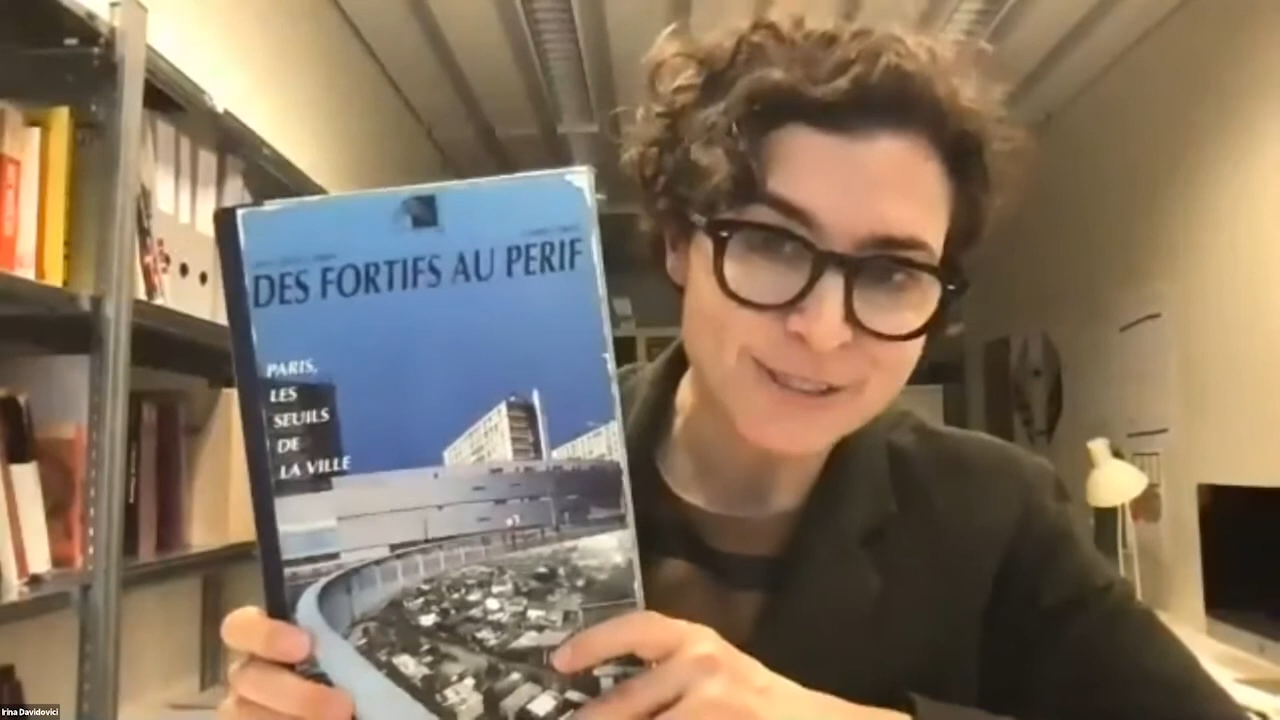 DES FORTIFS AU PERIF
PARIS,
LES
SEUILS
DE
LA VILLE
Irina Davidovici